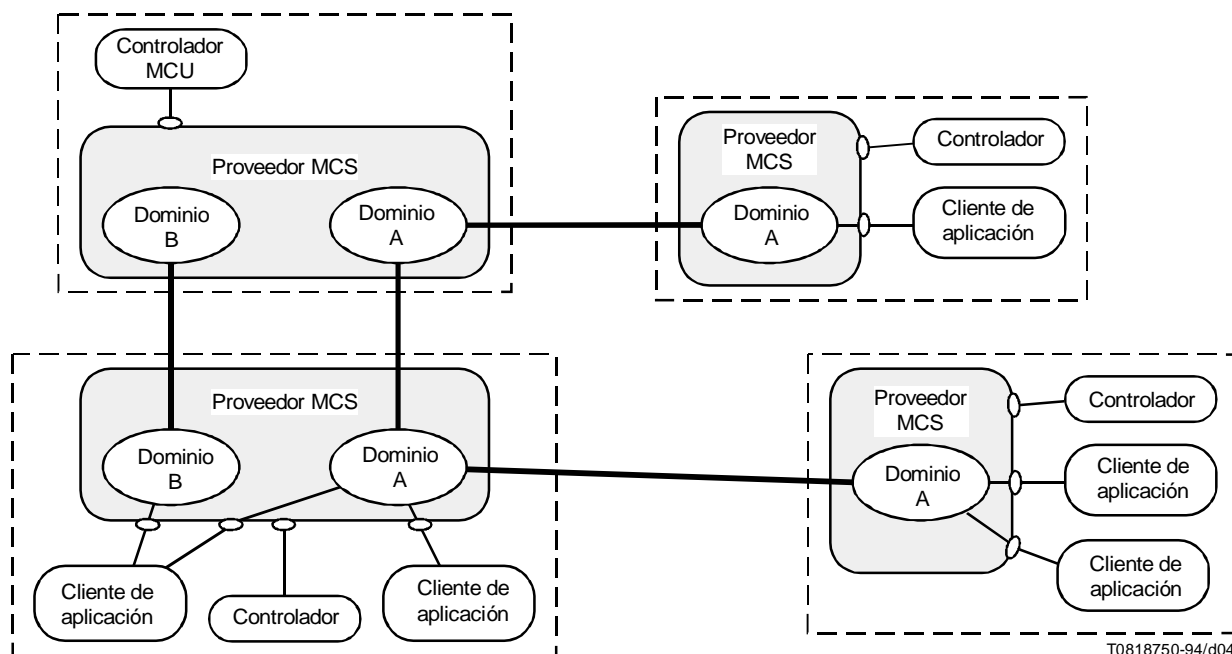 Controlador
MCU
Proveedor MCS
Dominio
B
Dominio
A
Proveedor
MCS
Dominio
A
Controlador
Cliente de
aplicación
Proveedor MCS
Dominio
B
Dominio
A
Cliente de
aplicación
Controlador
Cliente de
aplicación
Proveedor
MCS
Dominio
A
Controlador
Cliente de
aplicación
Cliente de
aplicación
T0818750-94/d04